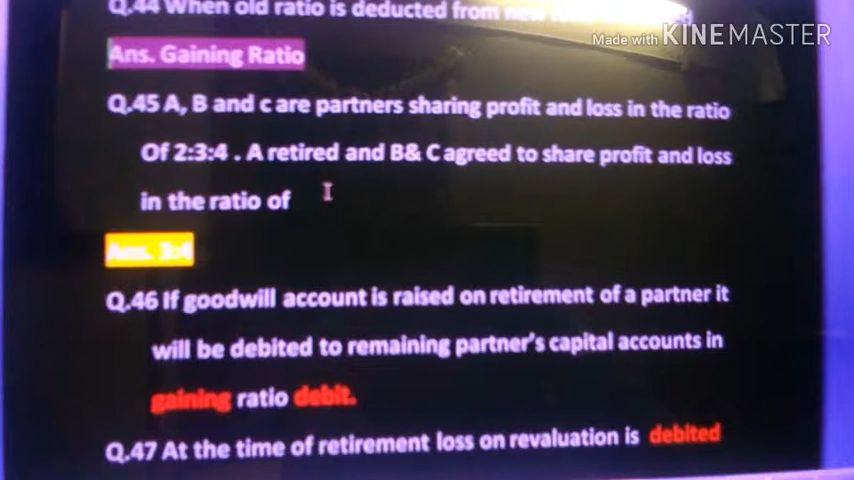 Q.44 When old ratio is deducted from
Made with KINEMASTER
Ans. Gaining Ratio
Q.45 A, B and c are partners sharing profit and loss in the ratio
Of 2:3:4 . A retired and B& C agreed to share profit and loss
in the ratio of
Ans. 3:4
Q.46 If goodwill account is raised on retirement of a partner it
will be debited to remaining partner's capital accounts in
gaining ratio debit.
Q.47 At the time of retirement loss on revaluation is debited